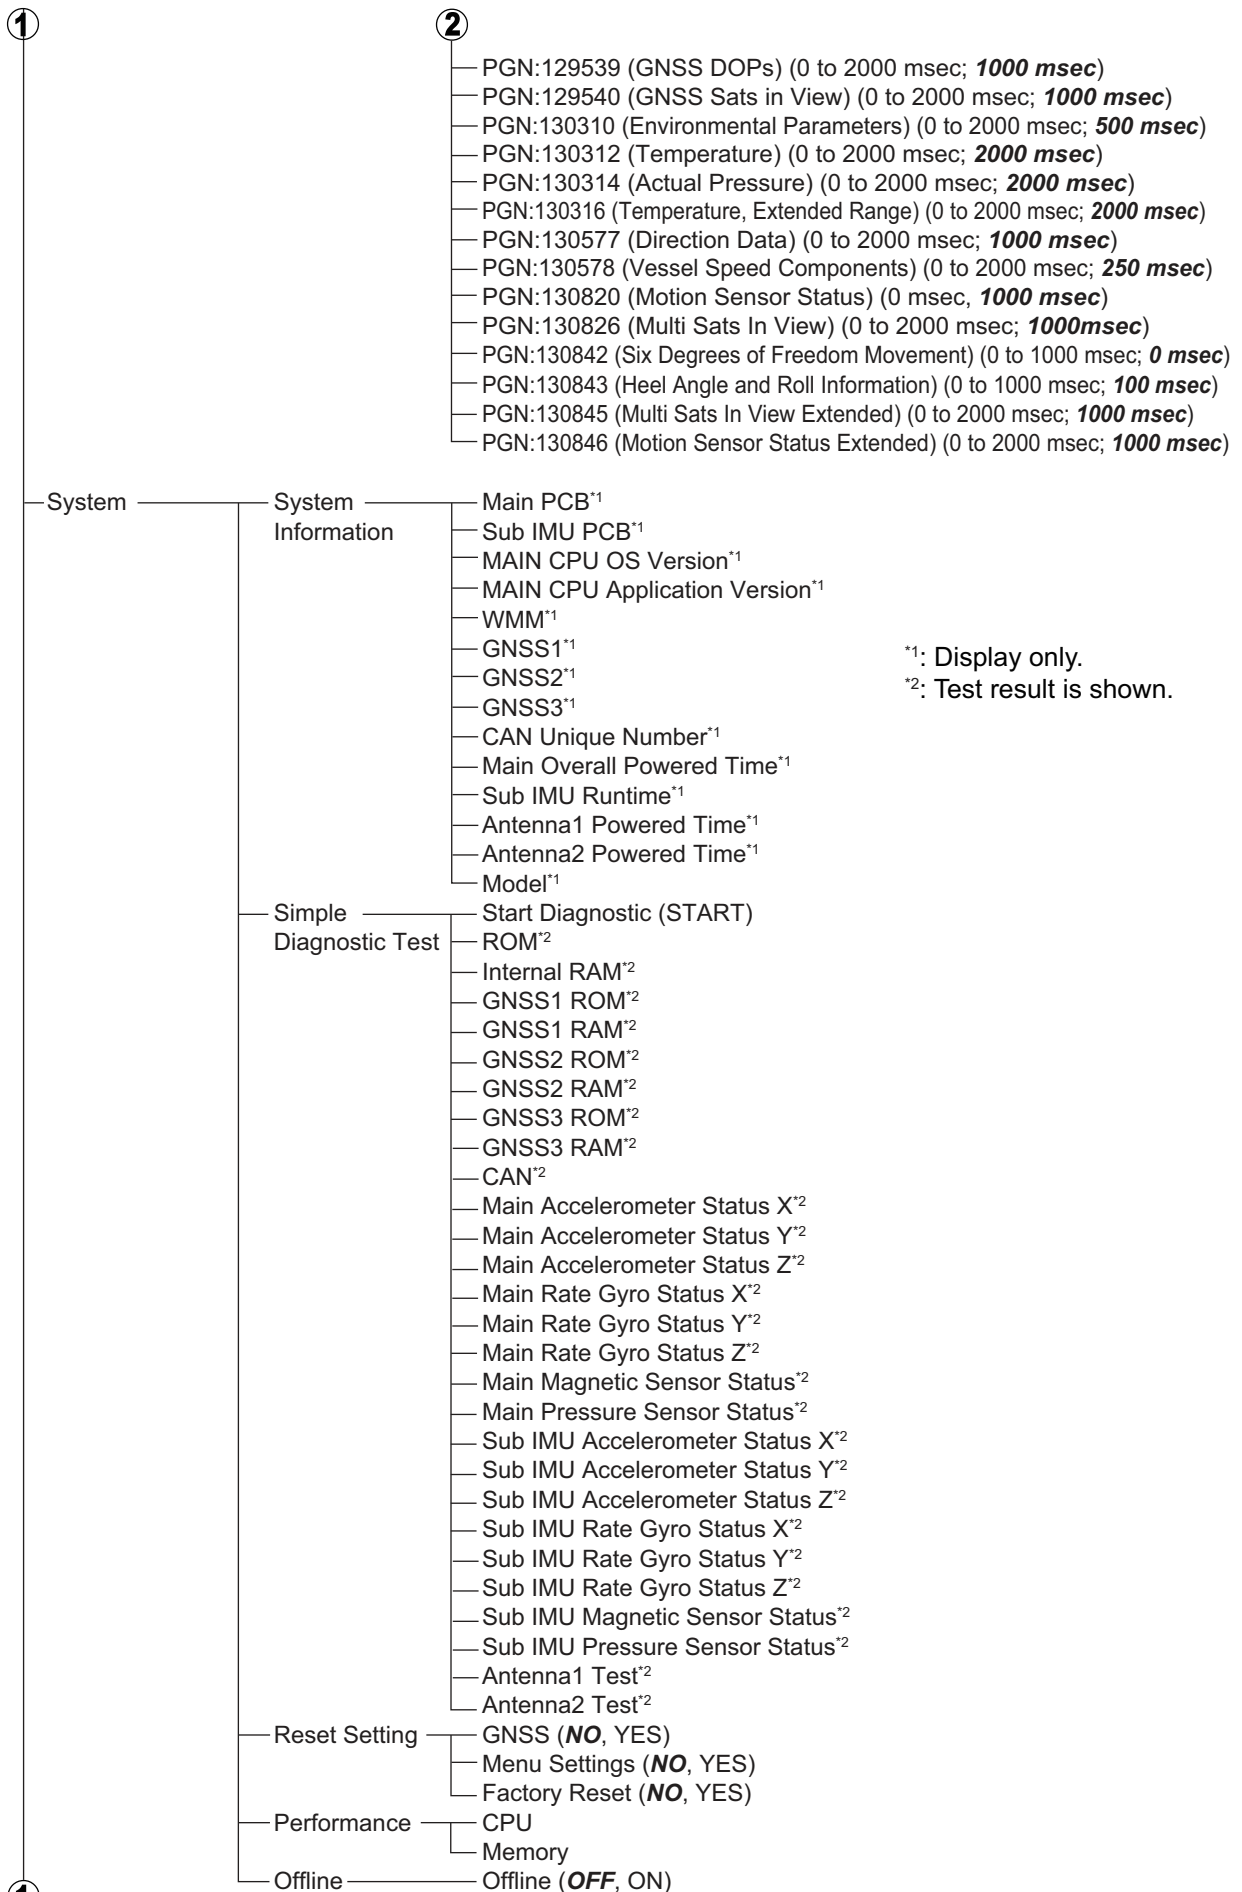 1 2
PGN:129539 (GNSS DOPs) (0 to 2000 msec; 1000 msec)
PGN:129540 (GNSS Sats in View) (0 to 2000 msec; 1000 msec)
PGN:130310 (Environmental Parameters) (0 to 2000 msec; 500 msec)
PGN:130312 (Temperature) (0 to 2000 msec; 2000 msec)
PGN:130314 (Actual Pressure) (0 to 2000 msec; 2000 msec)
PGN:130316 (Temperature, Extended Range) (0 to 2000 msec; 2000 msec)
PGN:130577 (Direction Data) (0 to 2000 msec; 1000 msec)
PGN:130578 (Vessel Speed Components) (0 to 2000 msec; 250 msec)
PGN:130820 (Motion Sensor Status) (0 msec, 1000 msec)
PGN:130826 (Multi Sats In View) (0 to 2000 msec; 1000msec)
PGN:130842 (Six Degrees of Freedom Movement) (0 to 1000 msec; 0 msec)
PGN:130843 (Heel Angle and Roll Information) (0 to 1000 msec; 100 msec)
PGN:130845 (Multi Sats In View Extended) (0 to 2000 msec; 1000 msec)
PGN:130846 (Motion Sensor Status Extended) (0 to 2000 msec; 1000 msec)
System System Main PCB*1
Information Sub IMU PCB*1
MAIN CPU OS Version*1
MAIN CPU Application Version*1
WMM*1
GNSS1*1
*1: Display only.
GNSS2*1
*2: Test result is shown.
GNSS3*1
CAN Unique Number*1
Main Overall Powered Time*1
Sub IMU Runtime*1
Antenna1 Powered Time*1
Antenna2 Powered Time*1
Model*1
Simple Start Diagnostic (START)
Diagnostic Test ROM*2
Internal RAM*2
GNSS1 ROM*2
GNSS1 RAM*2
GNSS2 ROM*2
GNSS2 RAM*2
GNSS3 ROM*2
GNSS3 RAM*2
CAN*2
Main Accelerometer Status X*2
Main Accelerometer Status Y*2
Main Accelerometer Status Z*2
Main Rate Gyro Status X*2
Main Rate Gyro Status Y*2
Main Rate Gyro Status Z*2
Main Magnetic Sensor Status*2
Main Pressure Sensor Status*2
Sub IMU Accelerometer Status X*2
Sub IMU Accelerometer Status Y*2
Sub IMU Accelerometer Status Z*2
Sub IMU Rate Gyro Status X*2
Sub IMU Rate Gyro Status Y*2
Sub IMU Rate Gyro Status Z*2
Sub IMU Magnetic Sensor Status*2
Sub IMU Pressure Sensor Status*2
Antenna1 Test*2
Antenna2 Test*2
Reset Setting GNSS (NO, YES)
Menu Settings (NO, YES)
Factory Reset (NO, YES)
Performance CPU
Memory
Offline Offline (OFF, ON)
1